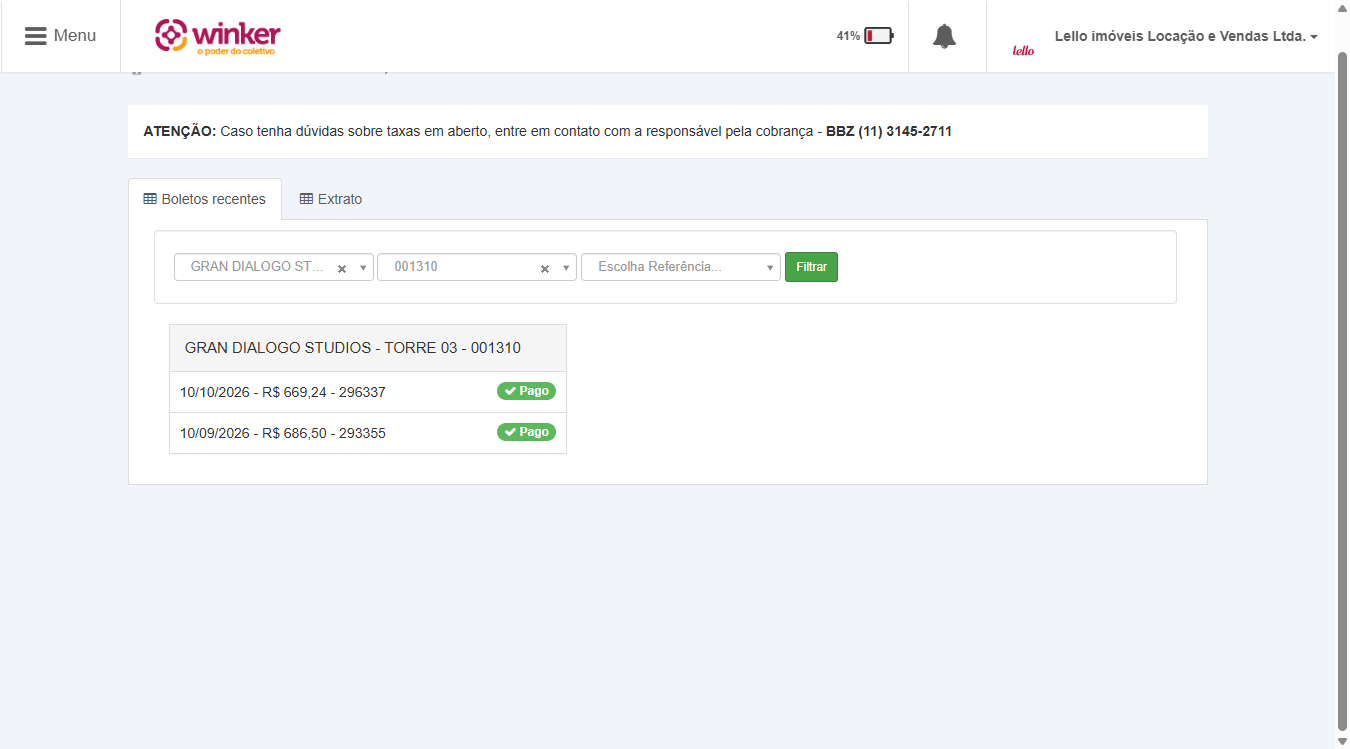 Menu
winker
o poder do coletivo
41%
lello
Lello imóveis Locação e Vendas Ltda.
ATENÇÃO: Caso tenha dúvidas sobre taxas em aberto, entre em contato com a responsável pela cobrança - BBZ (11) 3145-2711
Boletos recentes
Extrato
GRAN DIALOGO ST...
001310
Escolha Referência...
Filtrar
GRAN DIALOGO STUDIOS - TORRE 03 - 001310
10/10/2026 - R$ 669,24 - 296337
Pago
10/09/2026 - R$ 686,50 - 293355
Pago